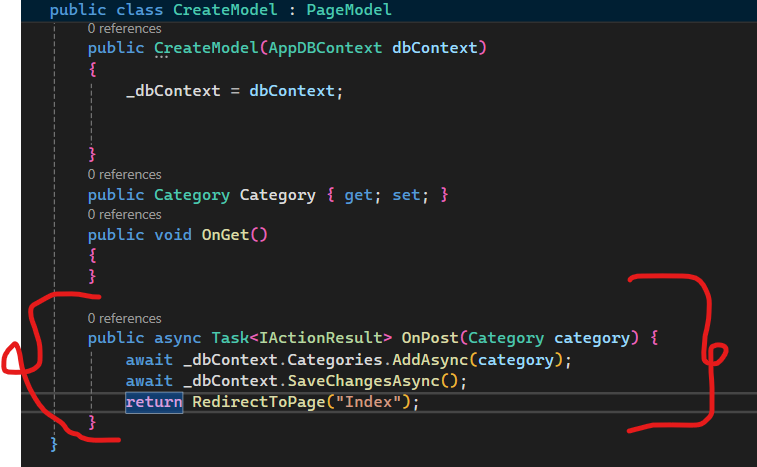 public class CreateModel : PageModel
0 references
public CreateModel(AppDBContext dbContext)
{
_dbContext = dbContext;
}
0 references
public Category Category { get; set; }
0 references
public void OnGet()
{
}
0 references
public async Task<IActionResult> OnPost(Category category) {
await _dbContext.Categories.AddAsync(category);
await _dbContext.SaveChangesAsync();
return RedirectToPage("Index");
}
}